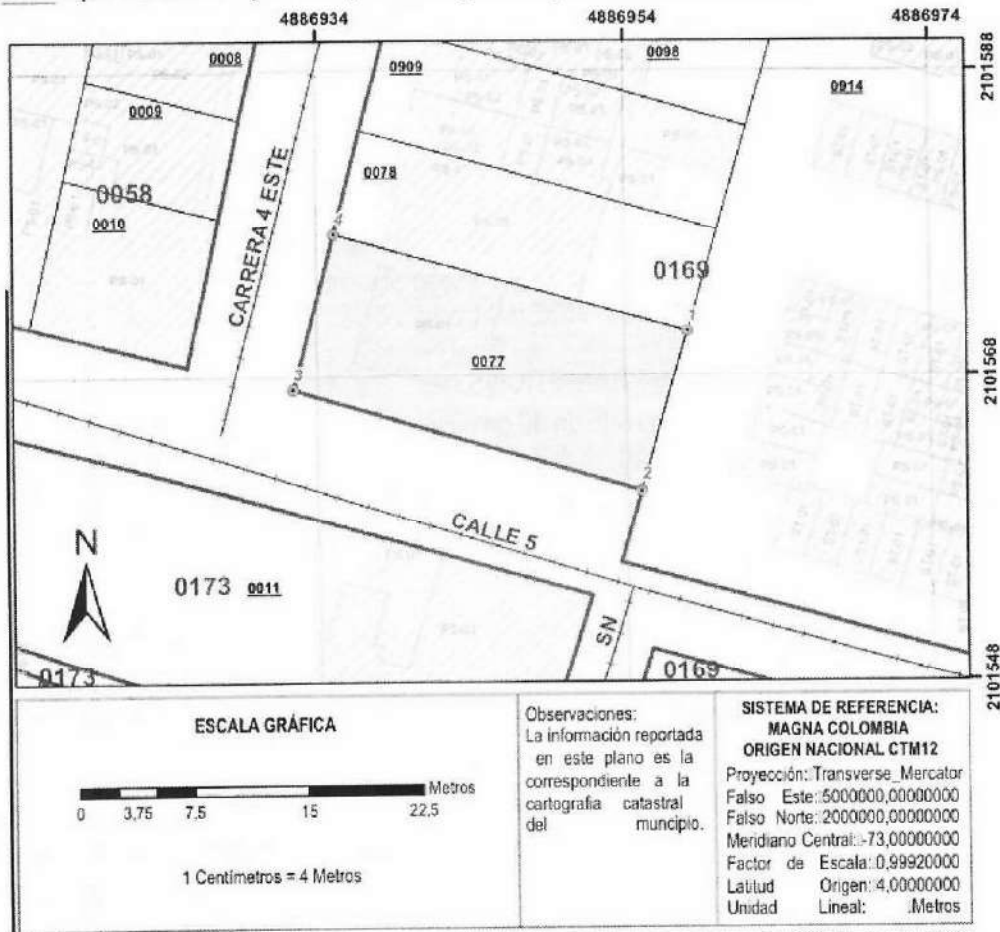 4886934 4886954 4886974
2101588
0008 0909 0098 0914
0009
0078
0058
0010
CARRERA 4 ESTE
4
0169
1
0077
2101568
3
2
CALLE 5
N
0173 0011
SN
0173
0169
2101548
ESCALA GRÁFICA
Metros
0 3,75 7,5 15 22,5
1 Centímetros = 4 Metros
Observaciones:
La información reportada
en este plano es la
correspondiente a la
cartografía catastral
del muncipio.
SISTEMA DE REFERENCIA:
MAGNA COLOMBIA
ORIGEN NACIONAL CTM12
Proyección: Transverse_Mercator
Falso Este: 5000000,00000000
Falso Norte: 2000000,00000000
Meridiano Central: -73,00000000
Factor de Escala: 0,99920000
Latitud Origen: 4,00000000
Unidad Lineal: Metros